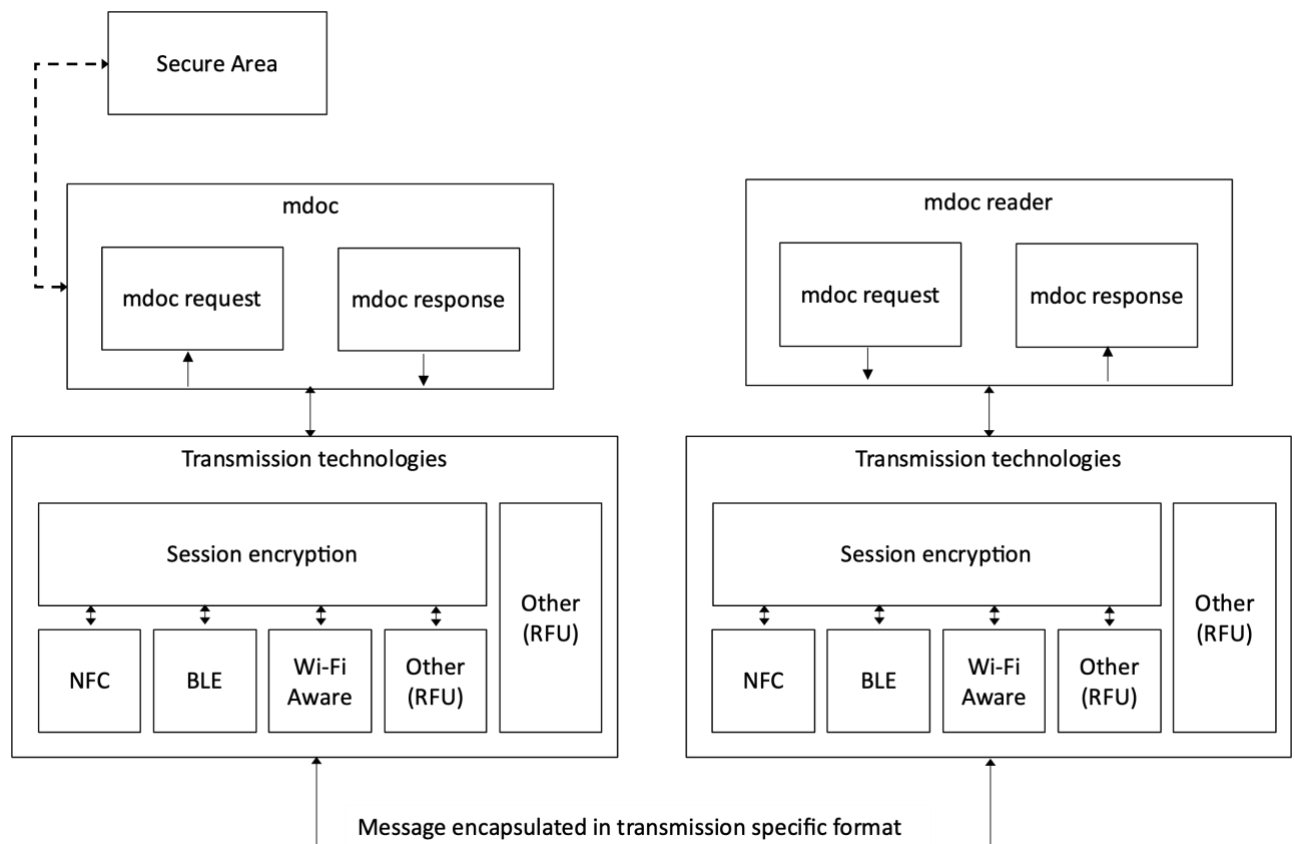 Secure Area
mdoc
mdoc request
mdoc response
mdoc reader
mdoc request
mdoc response
Transmission technologies
Session encryption
Other
(RFU)
NFC
BLE
Wi-Fi
Aware
Other
(RFU)
Transmission technologies
Session encryption
Other
(RFU)
NFC
BLE
Wi-Fi
Aware
Other
(RFU)
Message encapsulated in transmission specific format